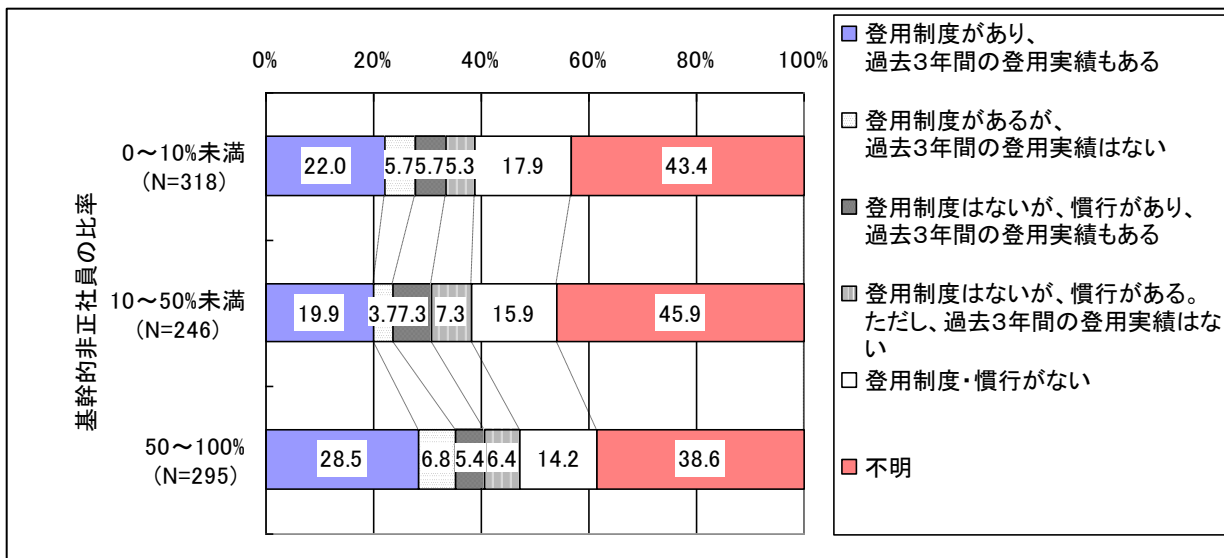 0% 20% 40% 60% 80% 100%
基幹的非正社員の比率
0～10%未満
(N=318)
22.0 5.7 5.7 5.3 17.9 43.4
10～50%未満
(N=246)
19.9 3.7 7.3 7.3 15.9 45.9
50～100%
(N=295)
28.5 6.8 5.4 6.4 14.2 38.6
登用制度があり、
過去３年間の登用実績もある
登用制度があるが、
過去３年間の登用実績はない
登用制度はないが、慣行があり、
過去３年間の登用実績もある
登用制度はないが、慣行がある。
ただし、過去３年間の登用実績はな
い
登用制度・慣行がない
不明